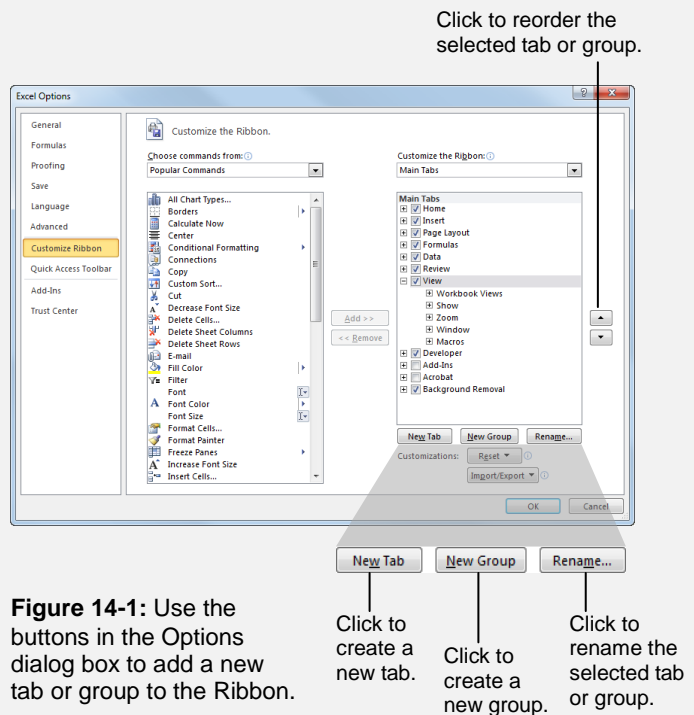 Click to reorder the
selected tab or group.
Excel Options
General
Formulas
Proofing
Save
Language
Advanced
Customize Ribbon
Quick Access Toolbar
Add-Ins
Trust Center
Customize the Ribbon.
Choose commands from:
Popular Commands
All Chart Types...
Borders
Calculate Now
Center
Conditional Formatting
Connections
Copy
Custom Sort...
Cut
Decrease Font Size
Delete Cells...
Delete Sheet Columns
Delete Sheet Rows
E-mail
Fill Color
Filter
Font
Font Color
Font Size
Format Cells...
Format Painter
Freeze Panes
Increase Font Size
Insert Cells...
Add >>
<< Remove
Customize the Ribbon:
Main Tabs
Main Tabs
Home
Insert
Page Layout
Formulas
Data
Review
View
Workbook Views
Show
Zoom
Window
Macros
Developer
Add-Ins
Acrobat
Background Removal
New Tab New Group Rename...
Customizations: Reset
Import/Export
OK Cancel
New Tab New Group Rename...
Click to
create a
new tab.
Click to
create a
new group.
Click to
rename the
selected tab
or group.
Figure 14-1: Use the
buttons in the Options
dialog box to add a new
tab or group to the Ribbon.